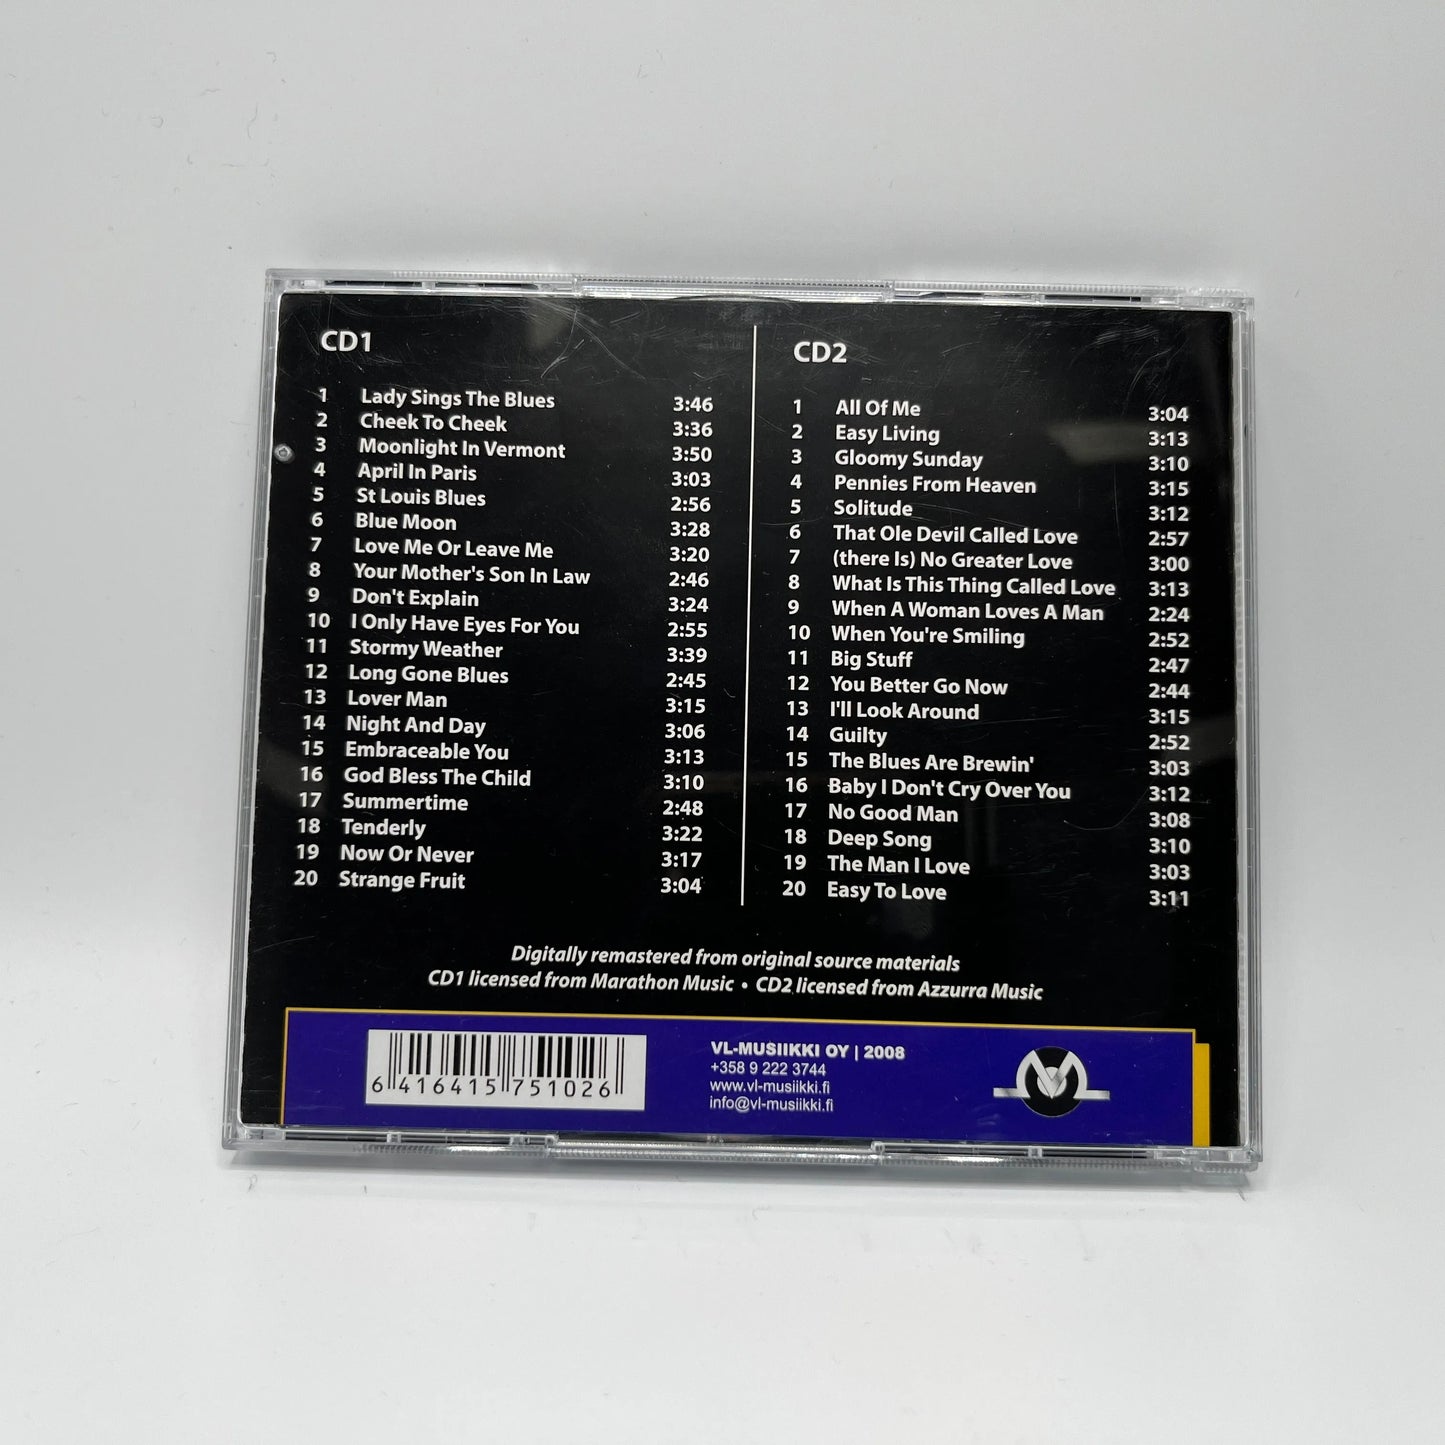 CD1
1 Lady Sings The Blues 3:46
2 Cheek To Cheek 3:36
3 Moonlight In Vermont 3:50
4 April In Paris 3:03
5 St Louis Blues 2:56
6 Blue Moon 3:28
7 Love Me Or Leave Me 3:20
8 Your Mother's Son In Law 2:46
9 Don't Explain 3:24
10 I Only Have Eyes For You 2:55
11 Stormy Weather 3:39
12 Long Gone Blues 2:45
13 Lover Man 3:15
14 Night And Day 3:06
15 Embraceable You 3:13
16 God Bless The Child 3:10
17 Summertime 2:48
18 Tenderly 3:22
19 Now Or Never 3:17
20 Strange Fruit 3:04
CD2
1 All Of Me 3:04
2 Easy Living 3:13
3 Gloomy Sunday 3:10
4 Pennies From Heaven 3:15
5 Solitude 3:12
6 That Ole Devil Called Love 2:57
7 (there Is) No Greater Love 3:00
8 What Is This Thing Called Love 3:13
9 When A Woman Loves A Man 2:24
10 When You're Smiling 2:52
11 Big Stuff 2:47
12 You Better Go Now 2:44
13 I'll Look Around 3:15
14 Guilty 2:52
15 The Blues Are Brewin' 3:03
16 Baby I Don't Cry Over You 3:12
17 No Good Man 3:08
18 Deep Song 3:10
19 The Man I Love 3:03
20 Easy To Love 3:11
Digitally remastered from original source materials
CD1 licensed from Marathon Music • CD2 licensed from Azzurra Music
6 416415 751026
VL-MUSIIKKI OY | 2008
+358 9 222 3744
www.vl-musiikki.fi
info@vl-musiikki.fi